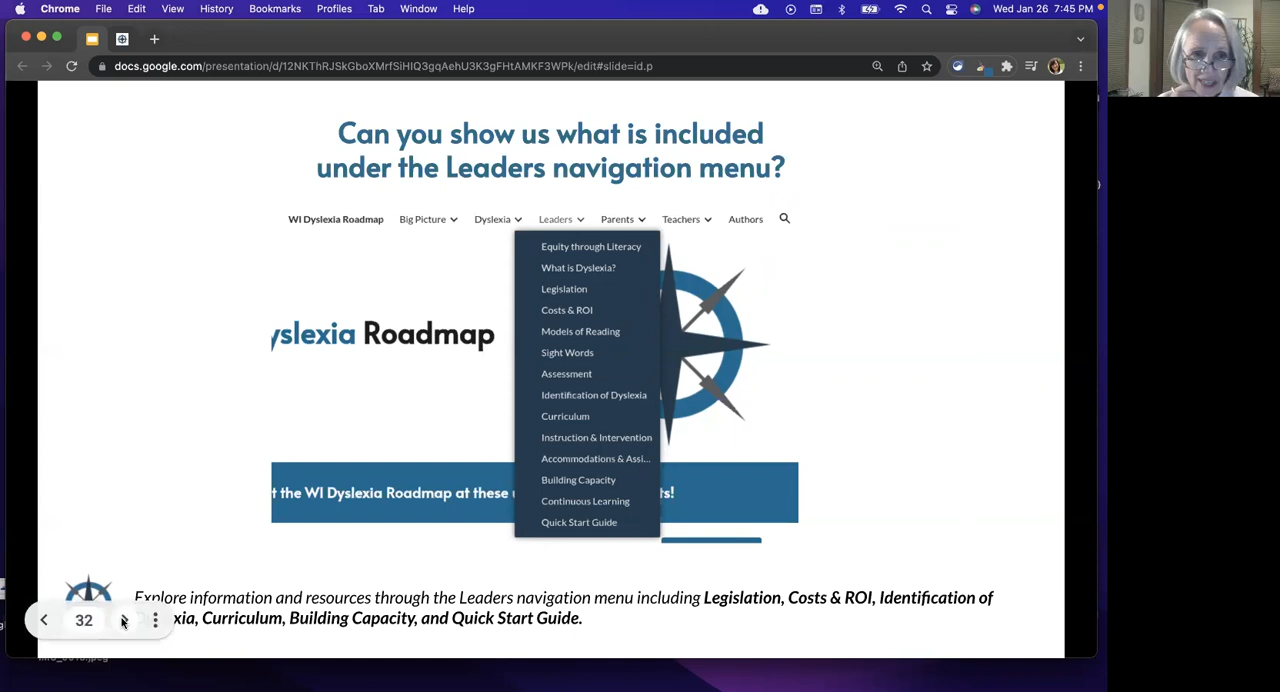 Chrome File Edit View History Bookmarks Profiles Tab Window Help Wed Jan 26 7:45 PM
docs.google.com/presentation/d/12NKThRJSkGboXMrfSiHIQ3gqAehU3K3gFHtAMKF3WPk/edit#slide=id.p
Can you show us what is included
under the Leaders navigation menu?
WI Dyslexia Roadmap Big Picture Dyslexia Leaders Parents Teachers Authors
Equity through Literacy
What is Dyslexia?
Legislation
Costs & ROI
Models of Reading
yslexia Roadmap
Sight Words
Assessment
Identification of Dyslexia
Curriculum
Instruction & Intervention
Accommodations & Assi...
Building Capacity
t the WI Dyslexia Roadmap at these u ts!
Continuous Learning
Quick Start Guide
Explore information and resources through the Leaders navigation menu including Legislation, Costs & ROI, Identification of
xia, Curriculum, Building Capacity, and Quick Start Guide.
32